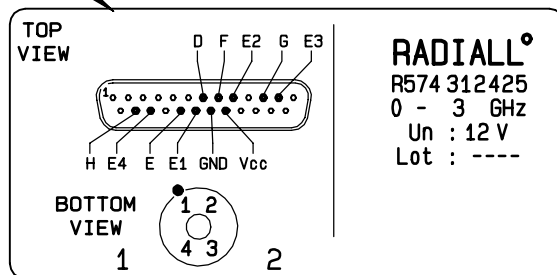 TOP
VIEW
D F E2 G E3
1
H E4 E E1 GND Vcc
BOTTOM
VIEW
1 2
4 3
1 2
RADIALL°
R574 312425
0 - 3 GHz
Un : 12 V
Lot : ----